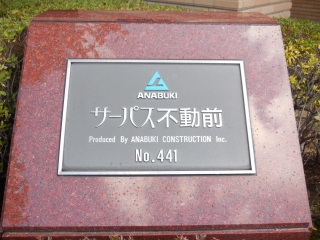 ANABUKI
サーパス不動前
Produced By ANABUKI CONSTRUCTION Inc.
No.441